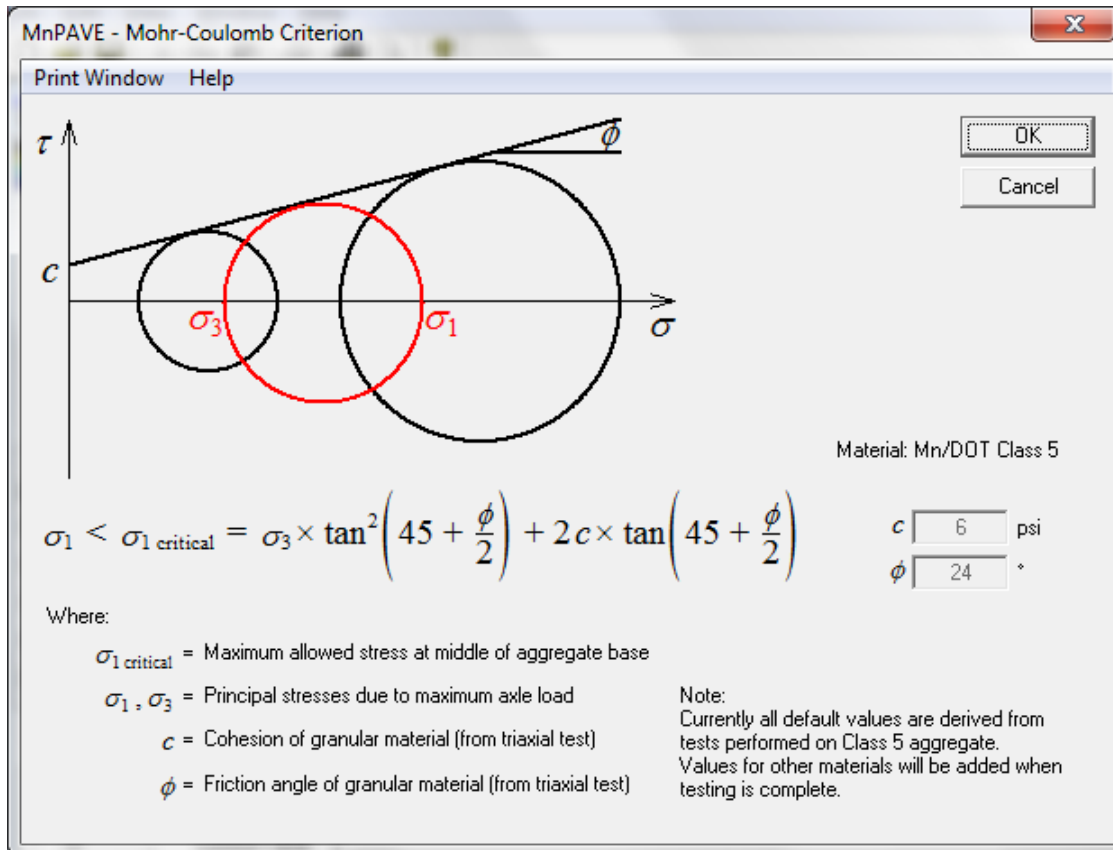 MnPAVE - Mohr-Coulomb Criterion
Print Window Help
τ
ϕ
OK
Cancel
c
σ3
σ1
σ
Material: Mn/DOT Class 5
σ1 < σ1 critical = σ3 × tan²(45 + ϕ/2) + 2c × tan(45 + ϕ/2)
c 6 psi
ϕ 24 °
Where:
σ1 critical = Maximum allowed stress at middle of aggregate base
σ1 , σ3 = Principal stresses due to maximum axle load
c = Cohesion of granular material (from triaxial test)
ϕ = Friction angle of granular material (from triaxial test)
Note:
Currently all default values are derived from
tests performed on Class 5 aggregate.
Values for other materials will be added when
testing is complete.